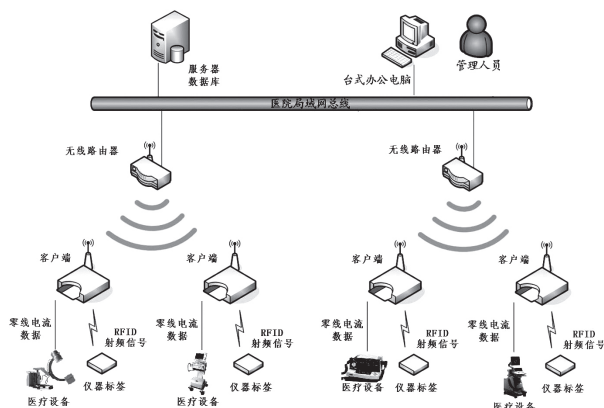 服务器
数据库
台式办公电脑
管理人员
医院局域网总线
无线路由器
无线路由器
客户端
客户端
客户端
客户端
零线电流
数据
RFID
射频信号
零线电流
数据
RFID
射频信号
零线电流
数据
RFID
射频信号
零线电流
数据
RFID
射频信号
医疗设备
仪器标签
医疗设备
仪器标签
医疗设备
仪器标签
医疗设备
仪器标签